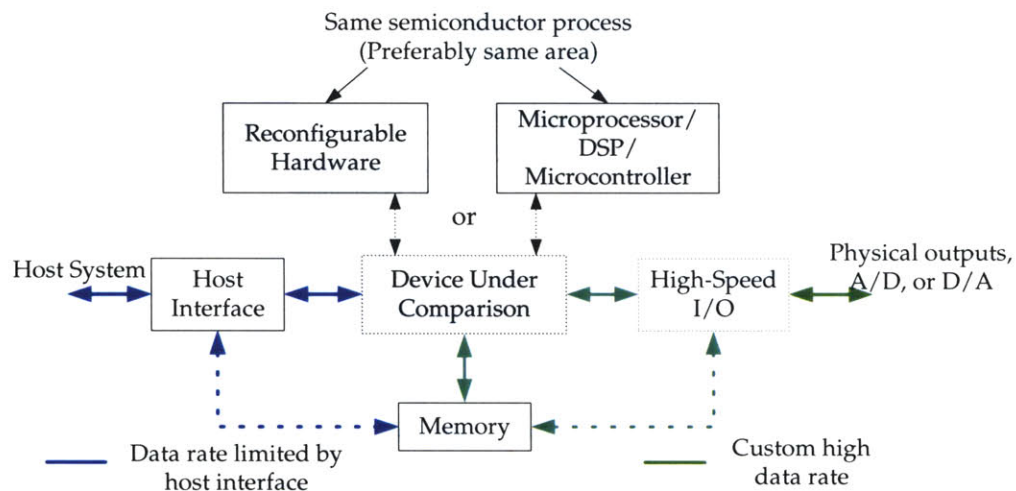 Same semiconductor process
(Preferably same area)
Reconfigurable
Hardware
Microprocessor/
DSP/
Microcontroller
or
Host System
Host
Interface
Device Under
Comparison
High-Speed
I/O
Physical outputs,
A/D, or D/A
Memory
Data rate limited by
host interface
Custom high
data rate